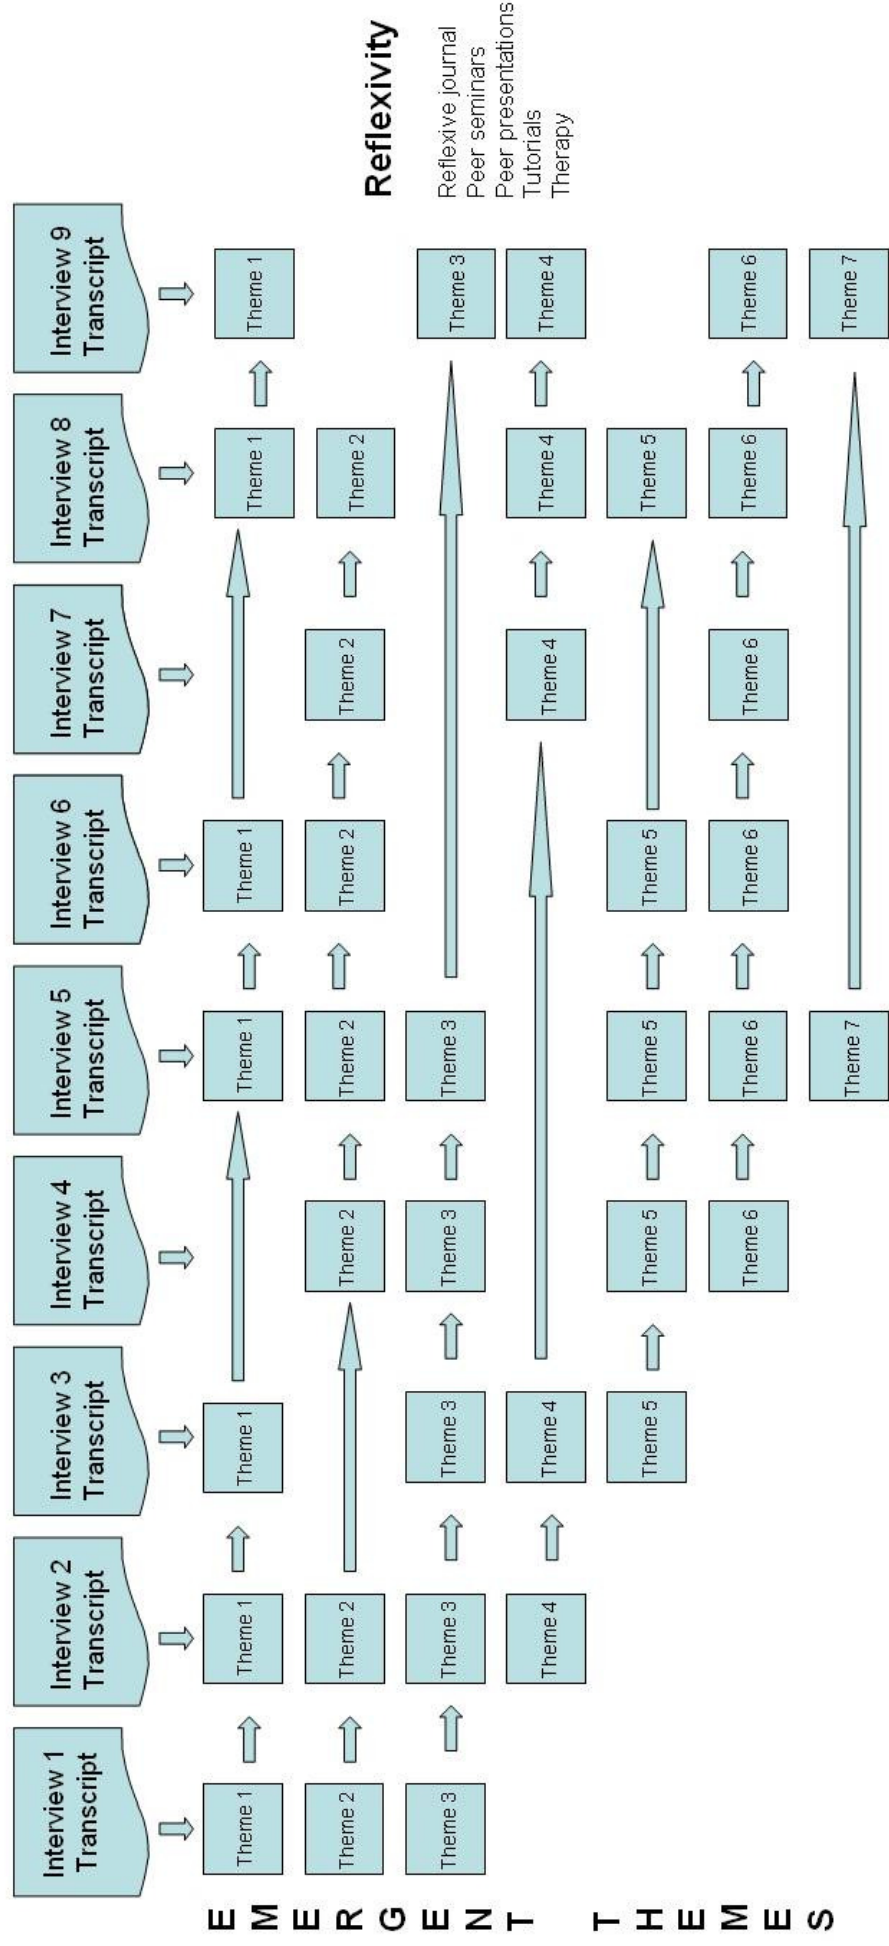 Interview 1
Transcript
Interview 2
Transcript
Interview 3
Transcript
Interview 4
Transcript
Interview 5
Transcript
Interview 6
Transcript
Interview 7
Transcript
Interview 8
Transcript
Interview 9
Transcript
EMERGENT THEMES
Theme 1
Theme 1
Theme 1
Theme 1
Theme 1
Theme 1
Theme 1
Theme 2
Theme 2
Theme 2
Theme 2
Theme 2
Theme 2
Theme 2
Theme 3
Theme 3
Theme 3
Theme 3
Theme 3
Theme 3
Theme 4
Theme 4
Theme 4
Theme 4
Theme 4
Theme 5
Theme 5
Theme 5
Theme 5
Theme 5
Theme 6
Theme 6
Theme 6
Theme 6
Theme 6
Theme 6
Theme 7
Theme 7
Reflexivity
Reflexive journal
Peer seminars
Peer presentations
Tutorials
Therapy